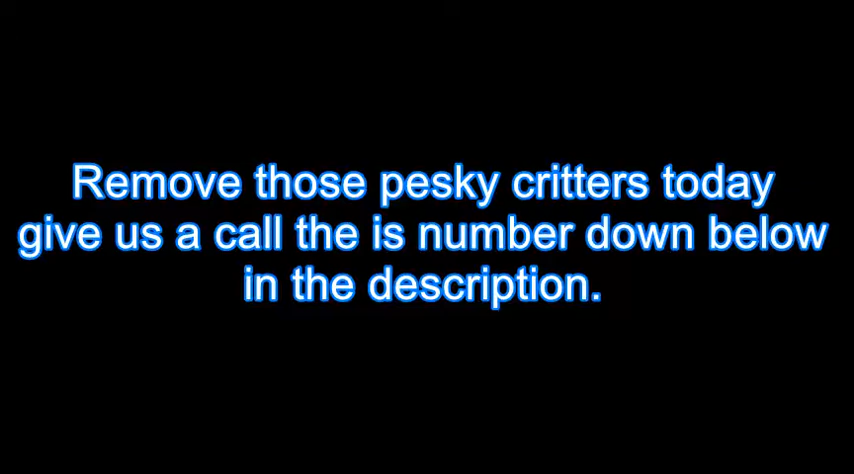 Remove those pesky critters today
give us a call the is number down below
in the description.